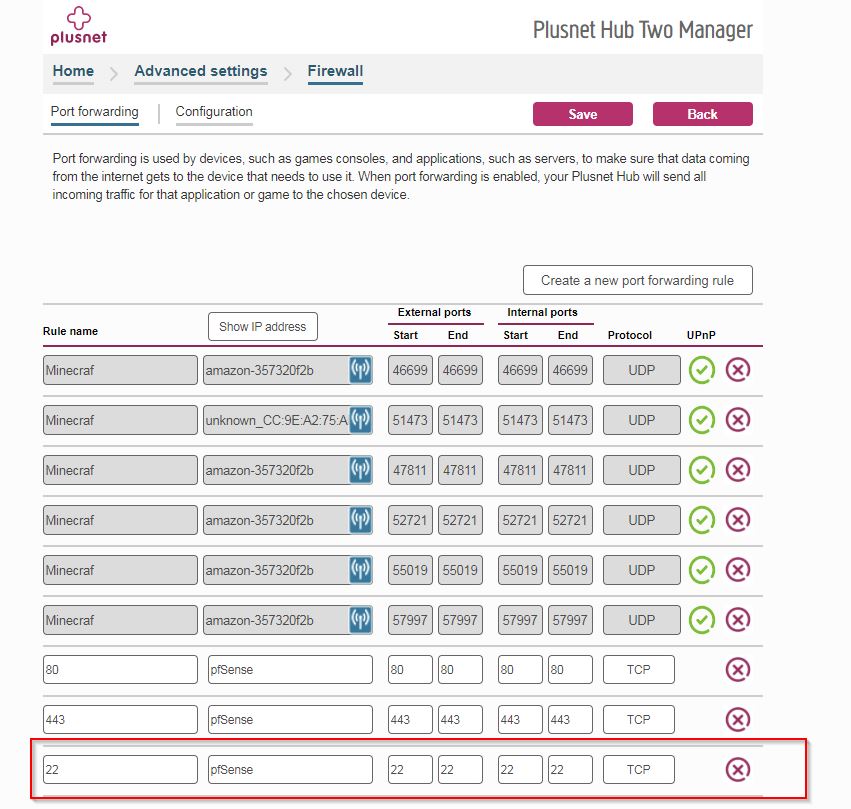 plusnet
Plusnet Hub Two Manager
Home Advanced settings Firewall
Port forwarding Configuration Save Back
Port forwarding is used by devices, such as games consoles, and applications, such as servers, to make sure that data coming
from the internet gets to the device that needs to use it. When port forwarding is enabled, your Plusnet Hub will send all
incoming traffic for that application or game to the chosen device.
Create a new port forwarding rule
External ports Internal ports
Rule name Show IP address Start End Start End Protocol UPnP
Minecraf amazon-357320f2b 46699 46699 46699 46699 UDP
Minecraf unknown_CC:9E:A2:75:A 51473 51473 51473 51473 UDP
Minecraf amazon-357320f2b 47811 47811 47811 47811 UDP
Minecraf amazon-357320f2b 52721 52721 52721 52721 UDP
Minecraf amazon-357320f2b 55019 55019 55019 55019 UDP
Minecraf amazon-357320f2b 57997 57997 57997 57997 UDP
80 pfSense 80 80 80 80 TCP
443 pfSense 443 443 443 443 TCP
22 pfSense 22 22 22 22 TCP